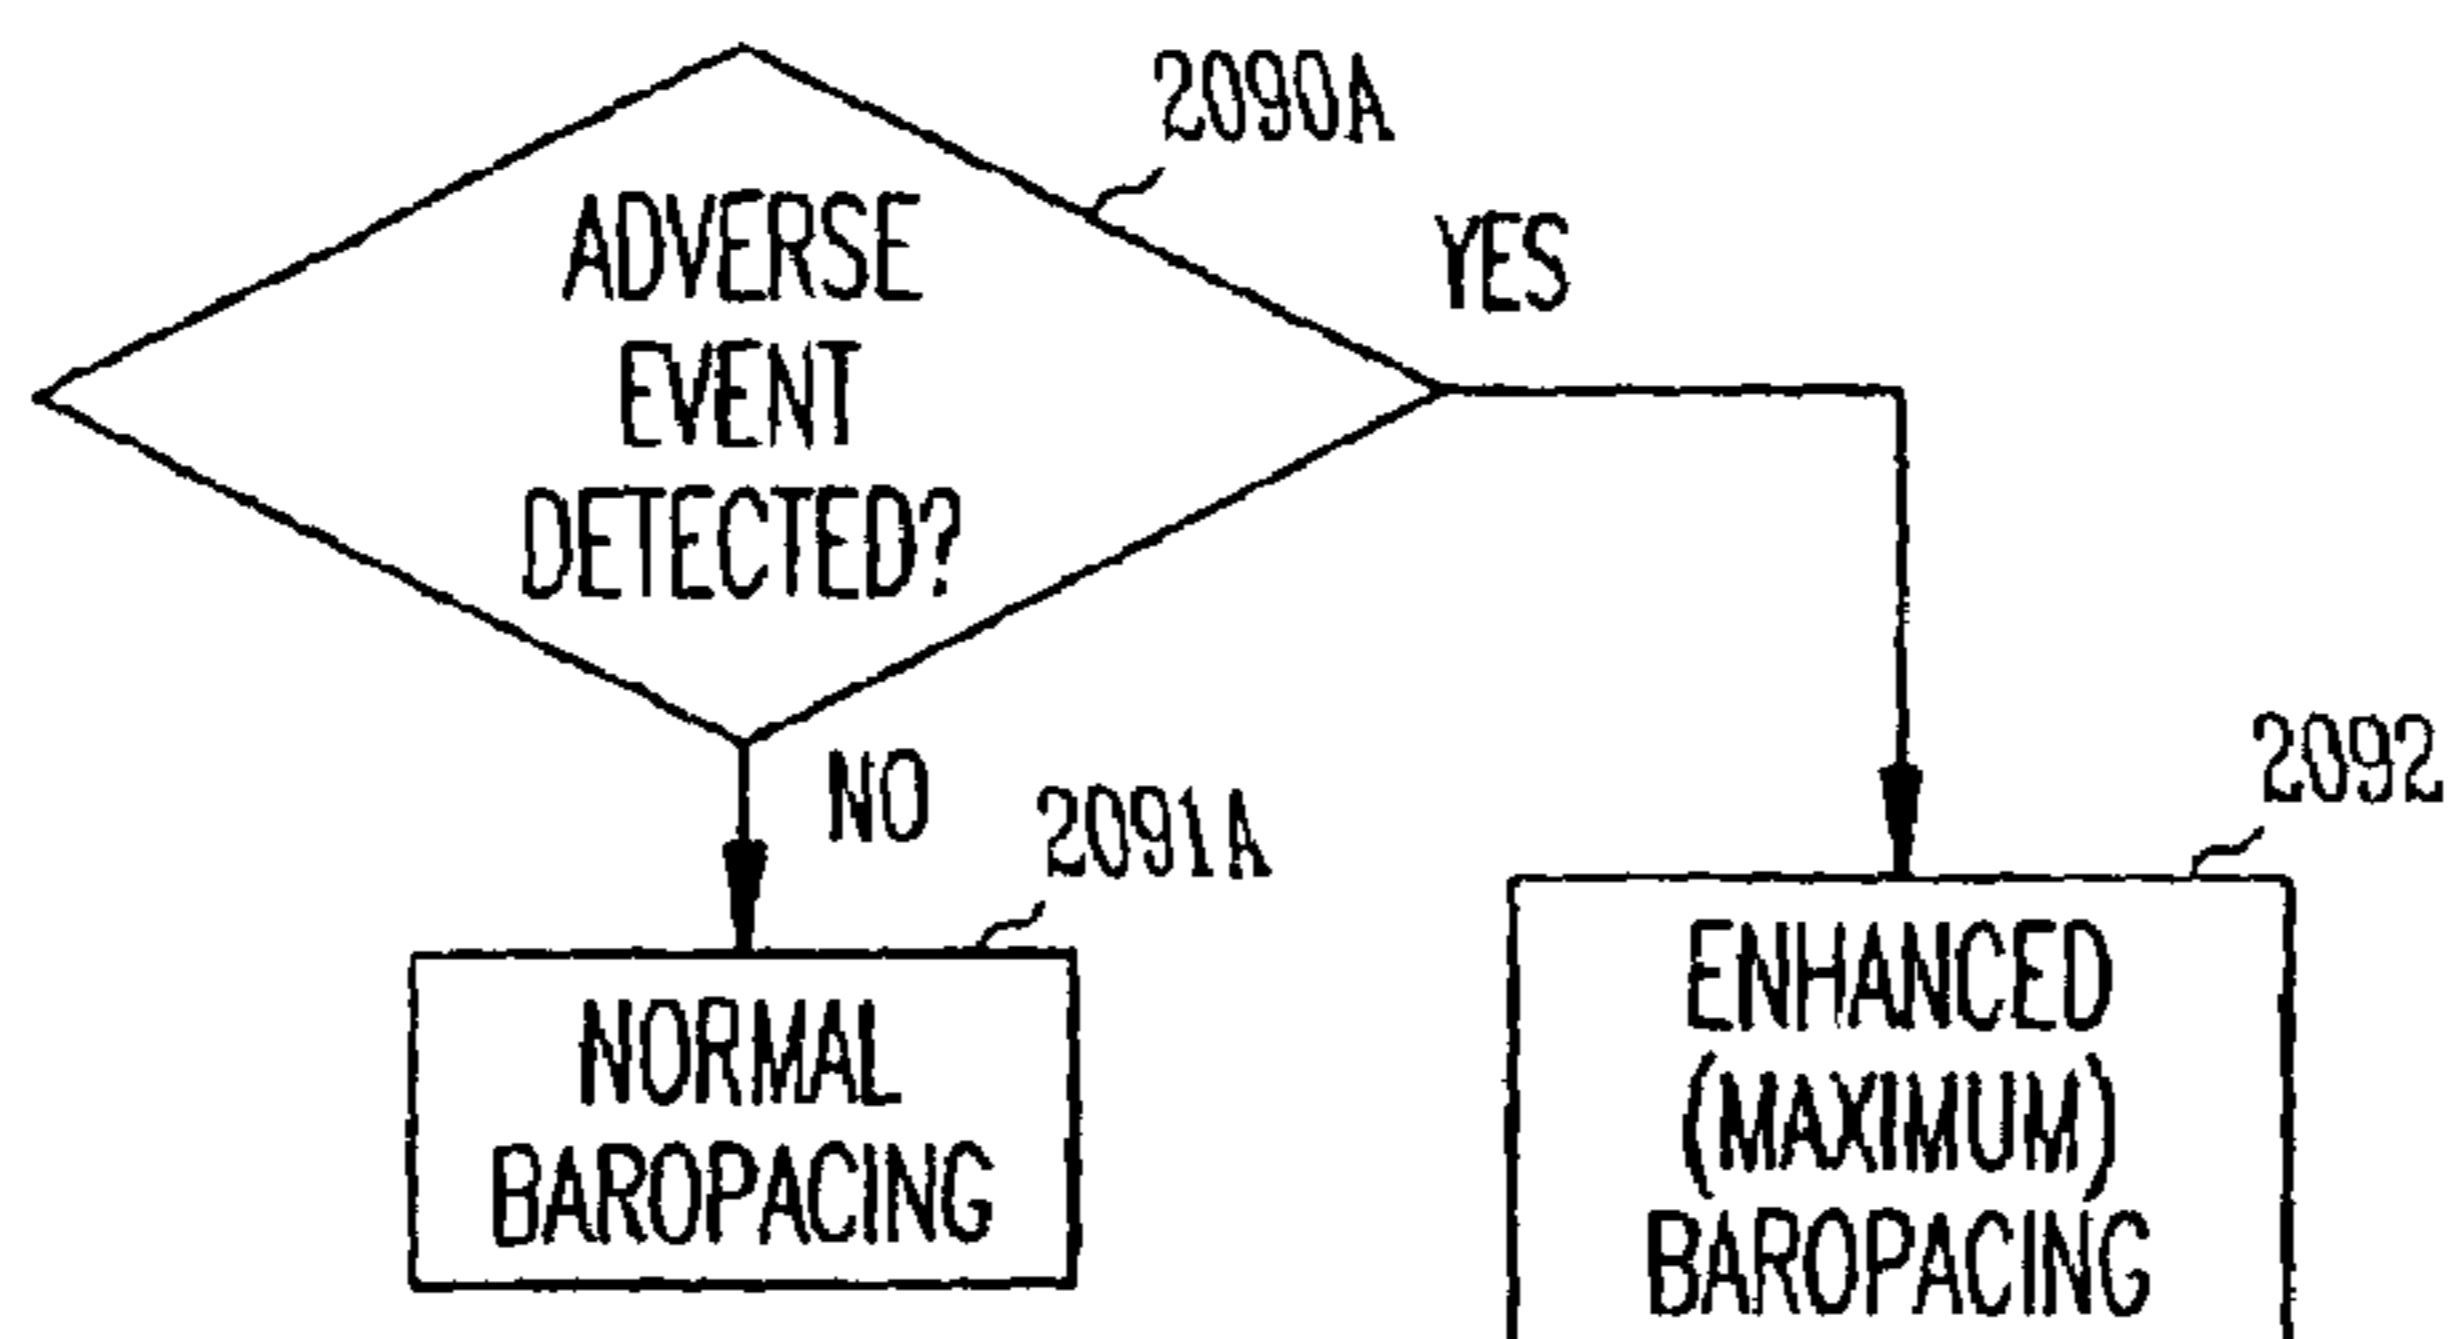 2090A
ADVERSE
EVENT
DETECTED?
YES
NO
2091A
NORMAL
BAROPACING
2092
ENHANCED
(MAXIMUM)
BAROPACING